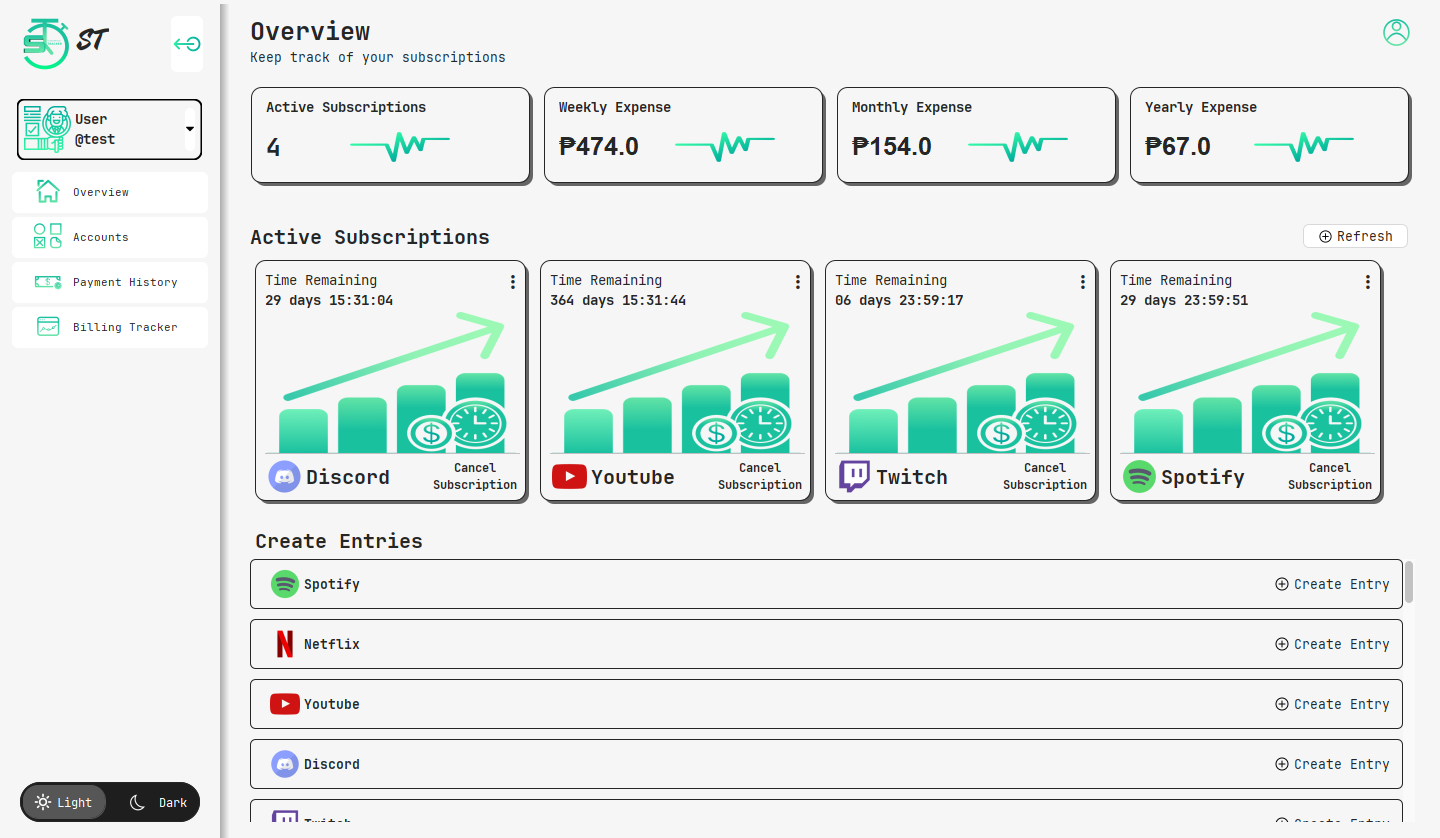 ST
User
@test
Overview
Accounts
Payment History
Billing Tracker
Light
Dark
Overview
Keep track of your subscriptions
Active Subscriptions
4
Weekly Expense
₱474.0
Monthly Expense
₱154.0
Yearly Expense
₱67.0
Active Subscriptions
Refresh
Time Remaining
29 days 15:31:04
Discord
Cancel
Subscription
Time Remaining
364 days 15:31:44
Youtube
Cancel
Subscription
Time Remaining
06 days 23:59:17
Twitch
Cancel
Subscription
Time Remaining
29 days 23:59:51
Spotify
Cancel
Subscription
Create Entries
Spotify
Create Entry
Netflix
Create Entry
Youtube
Create Entry
Discord
Create Entry
Twitch
Create Entry